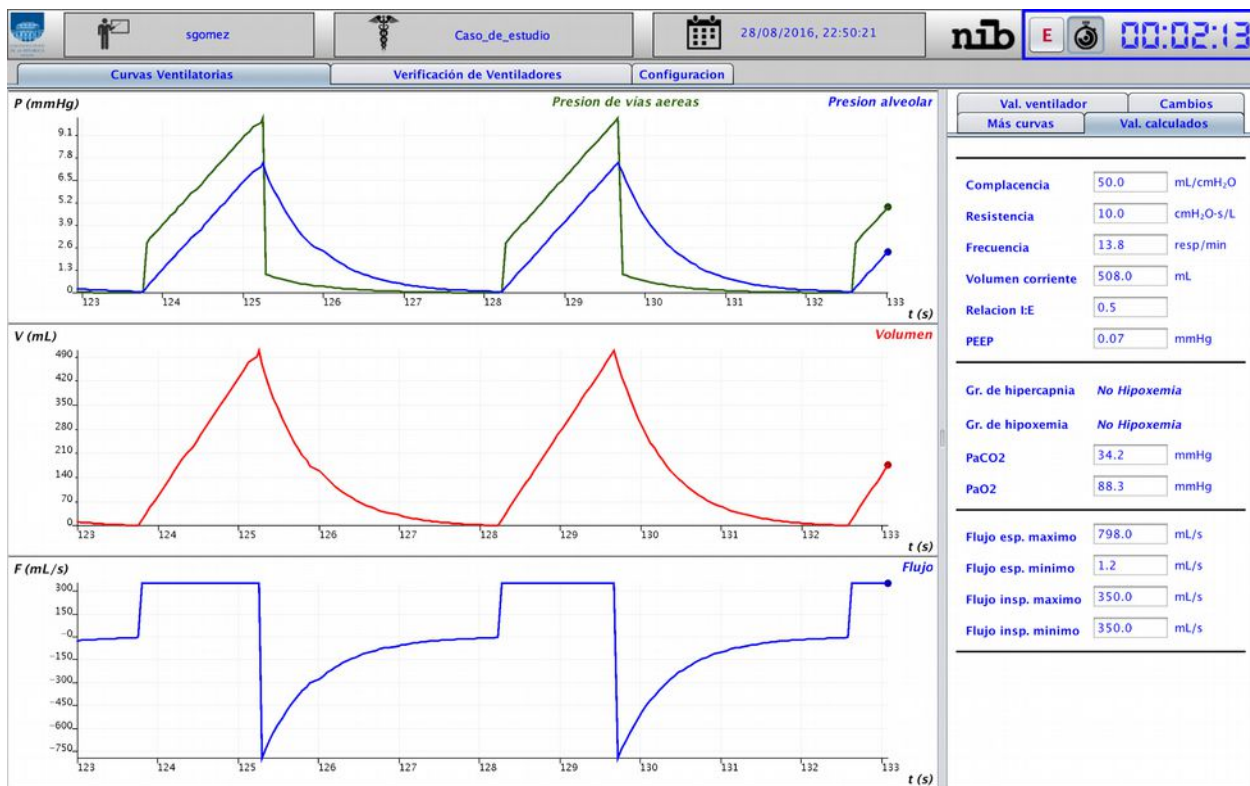 sgomez
Caso_de_estudio
28/08/2016, 22:50:21
nib
E
00:02:13
Curvas Ventilatorias
Verificación de Ventiladores
Configuracion
P (mmHg)
Presion de vías aereas
Presion alveolar
9.1
7.8
6.5
5.2
3.9
2.6
1.3
0
123 124 125 126 127 128 129 130 131 132 133
t (s)
V (mL)
Volumen
490
420
350
280
210
140
70
0
123 124 125 126 127 128 129 130 131 132 133
t (s)
F (mL/s)
Flujo
300
150
-0
-150
-300
-450
-600
-750
123 124 125 126 127 128 129 130 131 132 133
t (s)
Val. ventilador
Cambios
Más curvas
Val. calculados
Complacencia 50.0 mL/cmH₂O
Resistencia 10.0 cmH₂O·s/L
Frecuencia 13.8 resp/min
Volumen corriente 508.0 mL
Relacion I:E 0.5
PEEP 0.07 mmHg
Gr. de hipercapnia No Hipoxemia
Gr. de hipoxemia No Hipoxemia
PaCO2 34.2 mmHg
PaO2 88.3 mmHg
Flujo esp. maximo 798.0 mL/s
Flujo esp. minimo 1.2 mL/s
Flujo insp. maximo 350.0 mL/s
Flujo insp. minimo 350.0 mL/s